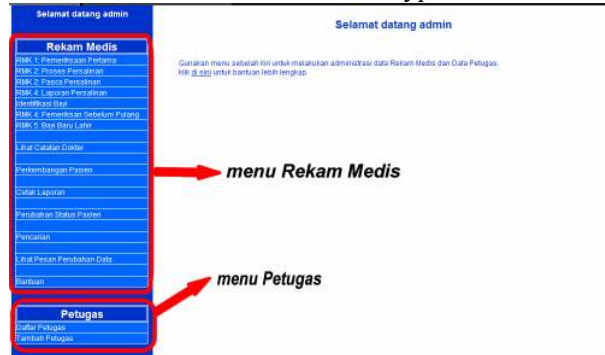 Selamat datang admin
Selamat datang admin
Rekam Medis
RMK 1: Pemeriksaan Pertama
RMK 2: Proses Persalinan
RMK 2: Pasca Persalinan
RMK 4: Laporan Persalinan
Identifikasi Bayi
RMK 4: Pemeriksan Sebelum Pulang
RMK 5: Bayi Baru Lahir
Lihat Catatan Dokter
Perkembangan Pasien
Cetak Laporan
Perubahan Status Pasien
Pencarian
Lihat Pesan Perubahan Data
Bantuan
Petugas
Daftar Petugas
Tambah Petugas
Gunakan menu sebelah kiri untuk melakukan administrasi data Rekam Medis dan Data Petugas.
Klik di sini untuk bantuan lebih lengkap.
menu Rekam Medis
menu Petugas